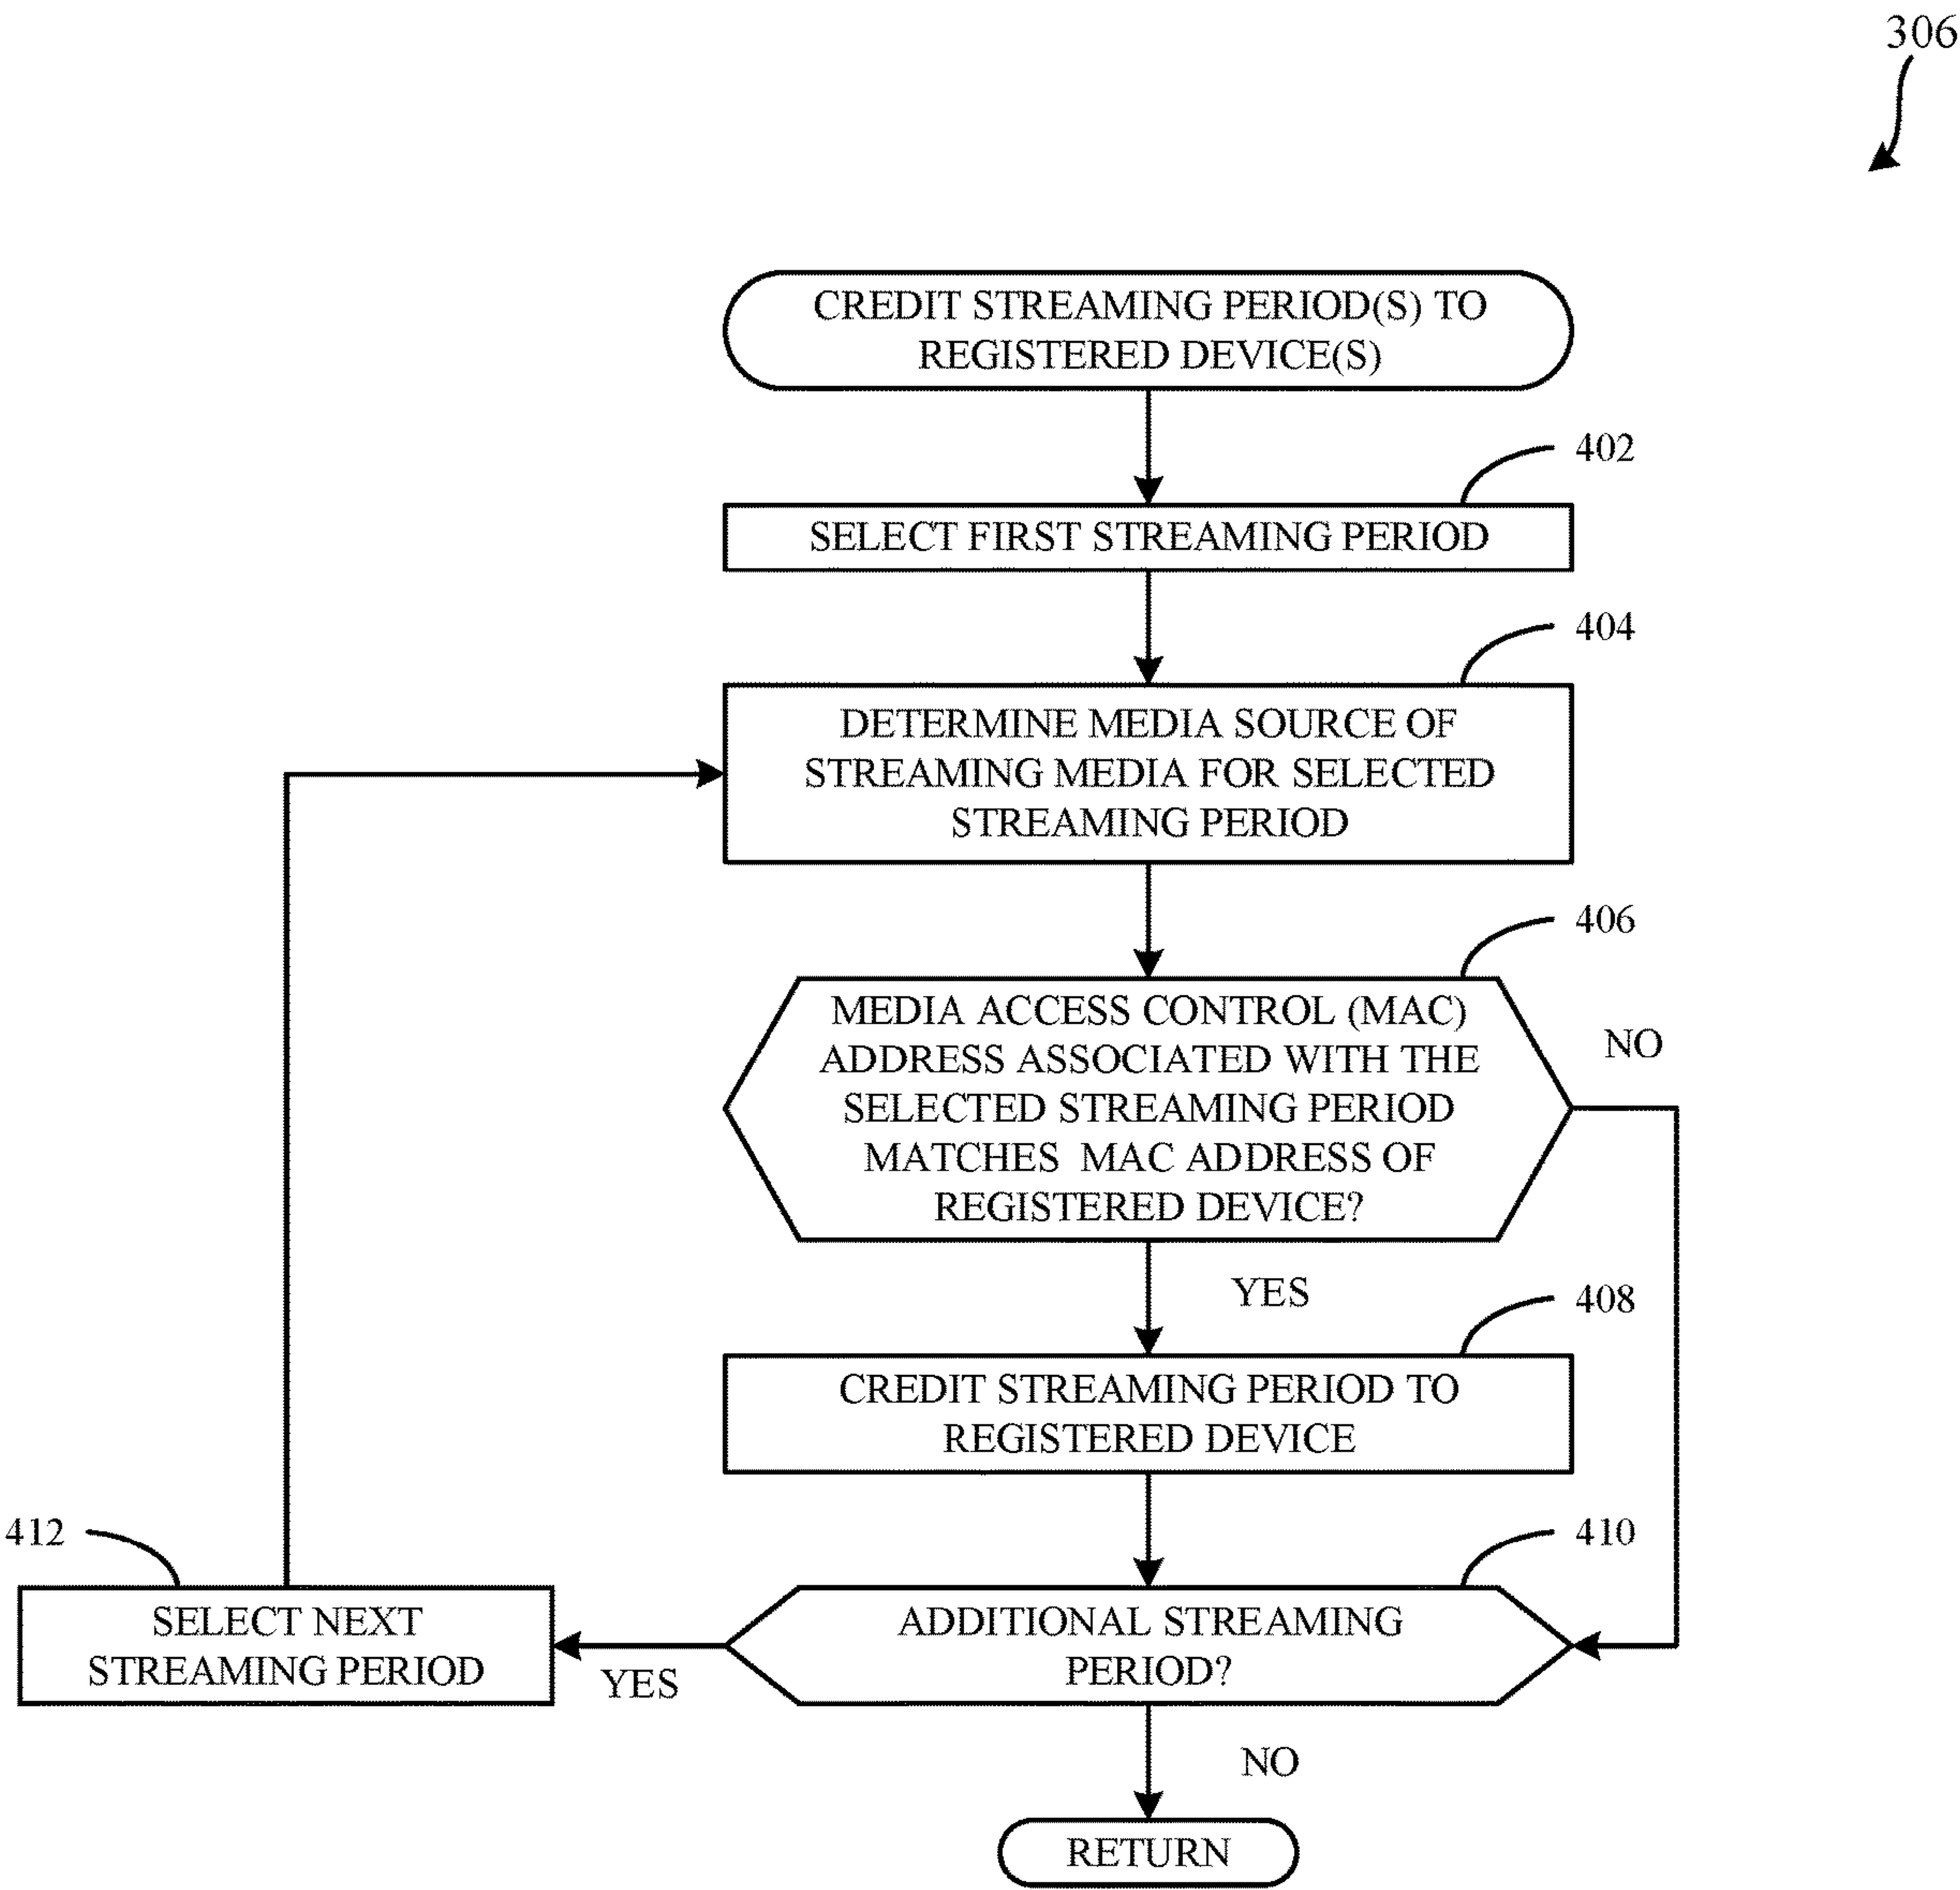 306
CREDIT STREAMING PERIOD(S) TO
REGISTERED DEVICE(S)
402
SELECT FIRST STREAMING PERIOD
404
DETERMINE MEDIA SOURCE OF
STREAMING MEDIA FOR SELECTED
STREAMING PERIOD
406
MEDIA ACCESS CONTROL (MAC)
ADDRESS ASSOCIATED WITH THE
SELECTED STREAMING PERIOD
MATCHES MAC ADDRESS OF
REGISTERED DEVICE?
NO
YES
408
CREDIT STREAMING PERIOD TO
REGISTERED DEVICE
412
410
SELECT NEXT
STREAMING PERIOD
YES
ADDITIONAL STREAMING
PERIOD?
NO
RETURN